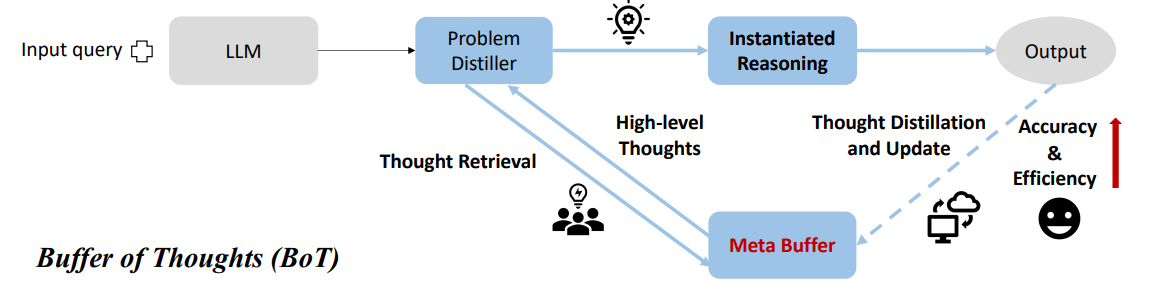 Input query
LLM
Problem
Distiller
Instantiated
Reasoning
Output
High-level
Thoughts
Thought Distillation
and Update
Accuracy
&
Efficiency
Thought Retrieval
Meta Buffer
Buffer of Thoughts (BoT)